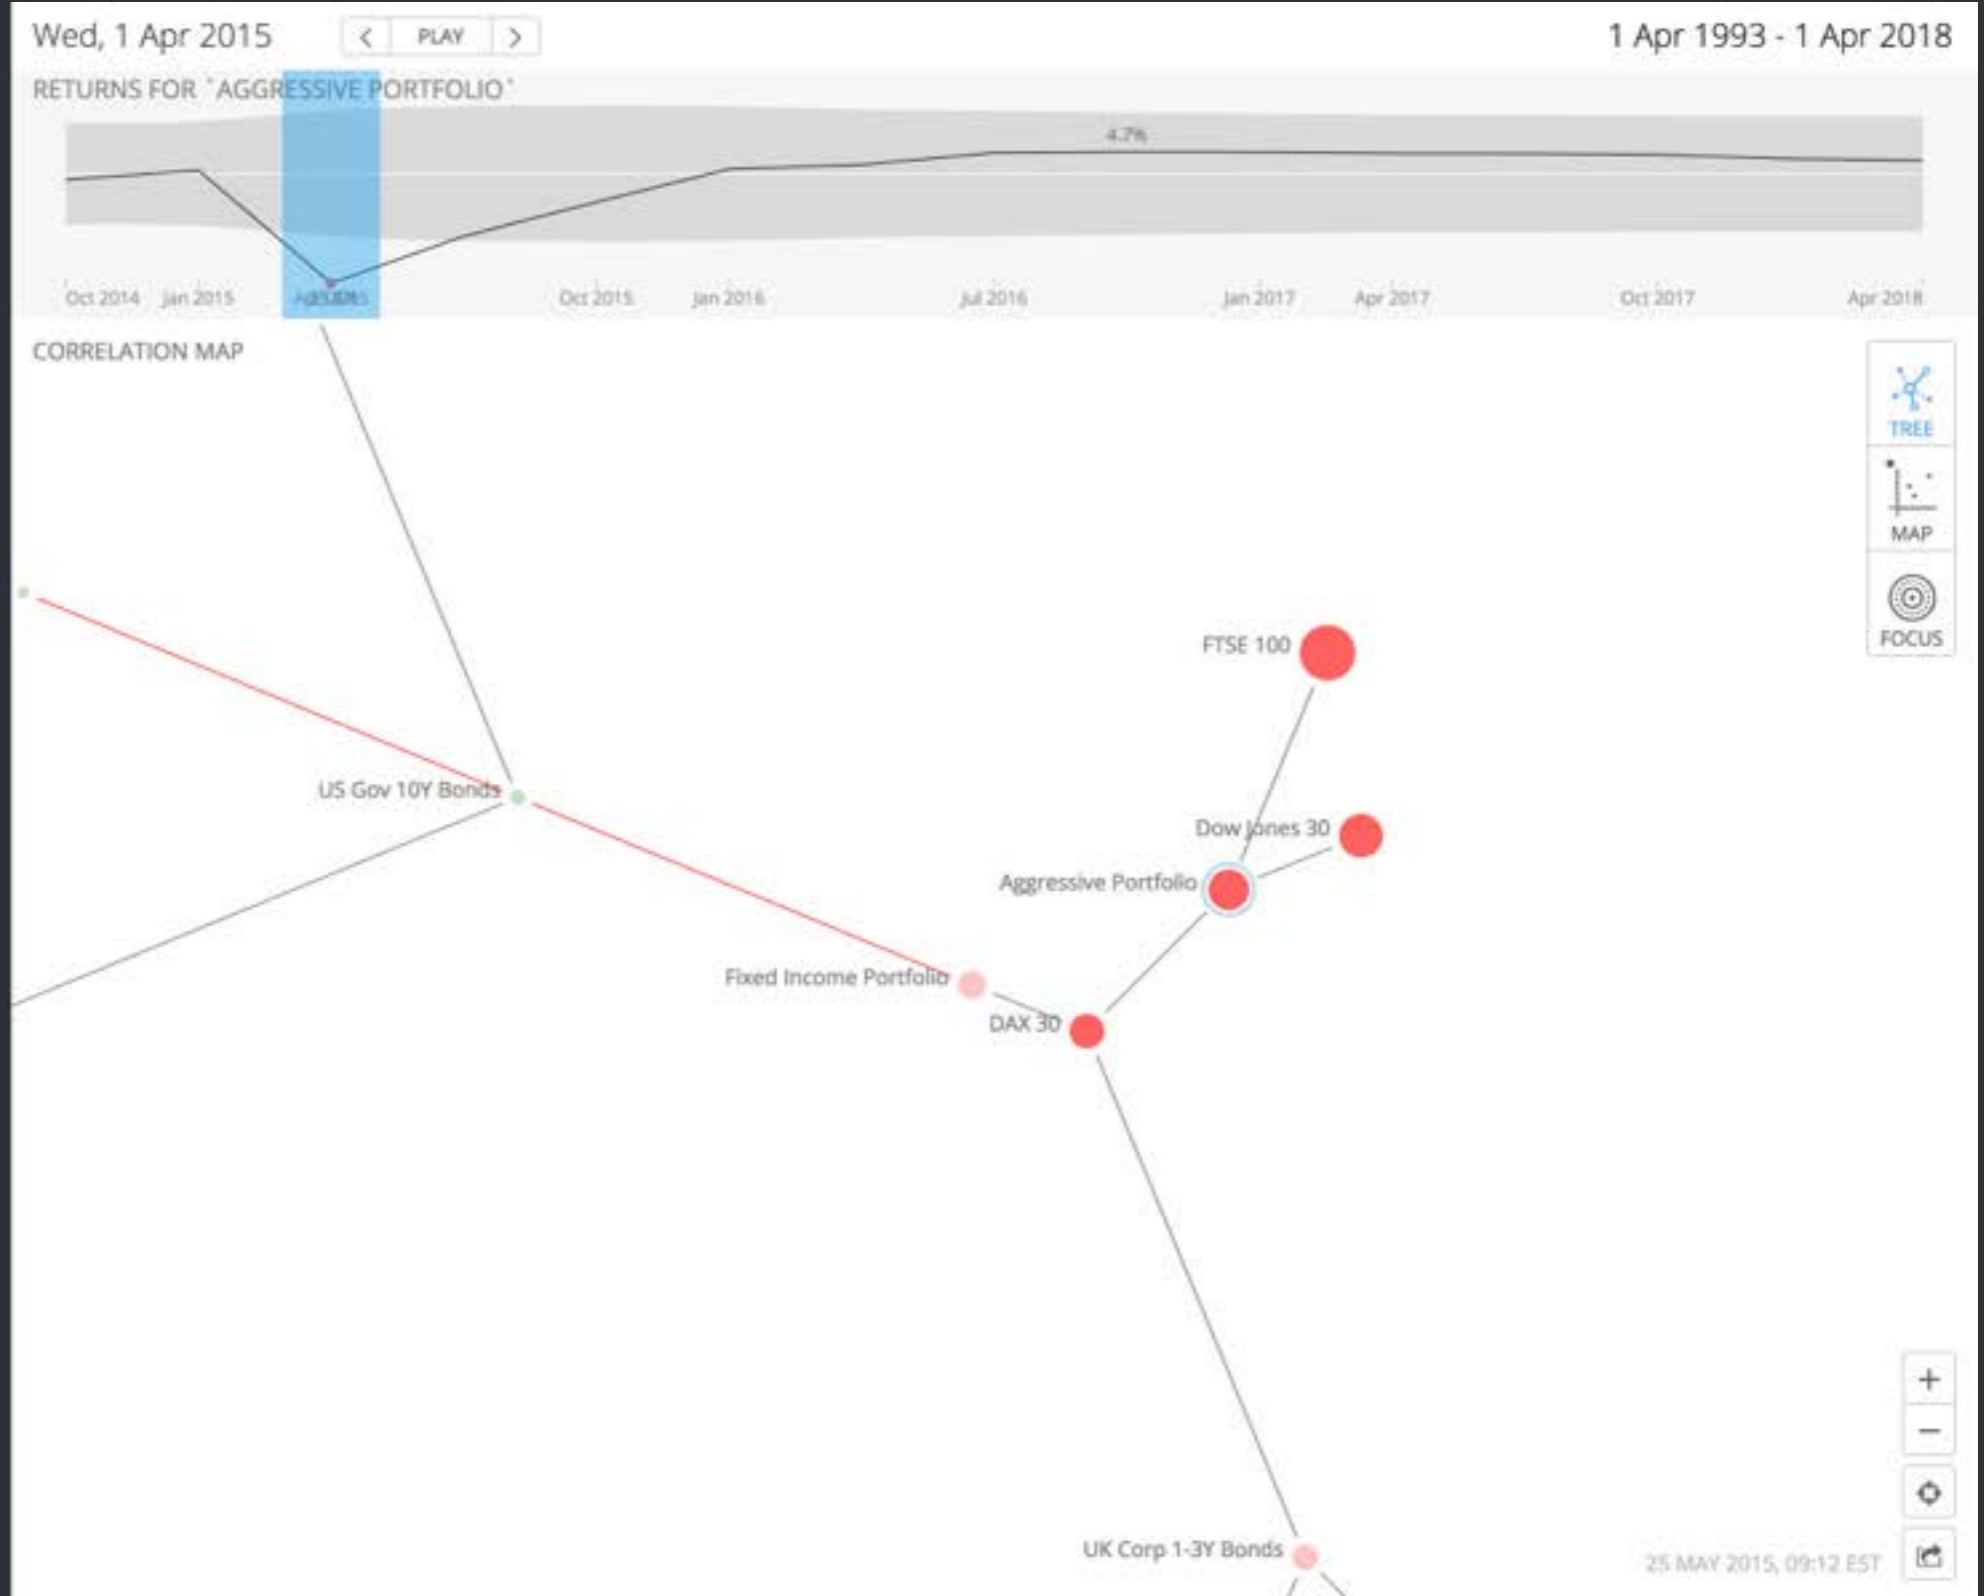 Wed, 1 Apr 2015
PLAY
1 Apr 1993 - 1 Apr 2018
RETURNS FOR `AGGRESSIVE PORTFOLIO`
4.7%
Oct 2014
Jan 2015
Oct 2015
Jan 2016
Jul 2016
Jan 2017
Apr 2017
Oct 2017
Apr 2018
CORRELATION MAP
TREE
MAP
FOCUS
FTSE 100
US Gov 10Y Bonds
Dow Jones 30
Aggressive Portfolio
Fixed Income Portfolio
DAX 30
UK Corp 1-3Y Bonds
25 MAY 2015, 09:12 EST